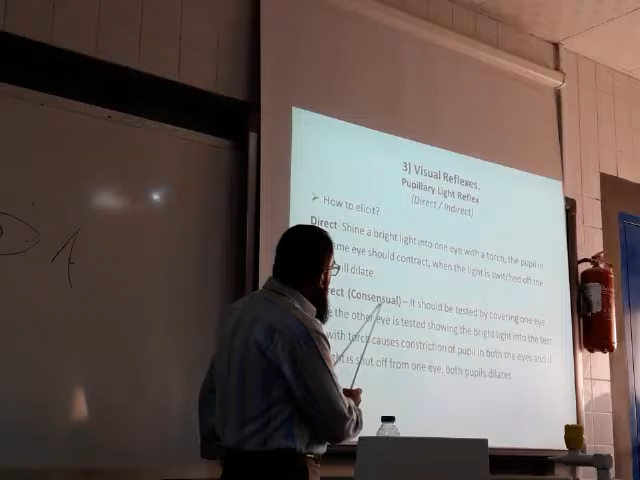 3) Visual Reflexes.
Pupillary Light Reflex
(Direct / Indirect)
➢ How to elicit?
Direct: Shine a bright light into one eye with a torch, the pupil in
me eye should contract, when the light is switched off the
ill dilate.
rect (Consensual)– It should be tested by covering one eye
e the other eye is tested showing the bright light into the test
with torch causes constriction of pupil in both the eyes and if
ght is shut off from one eye, both pupils dilates